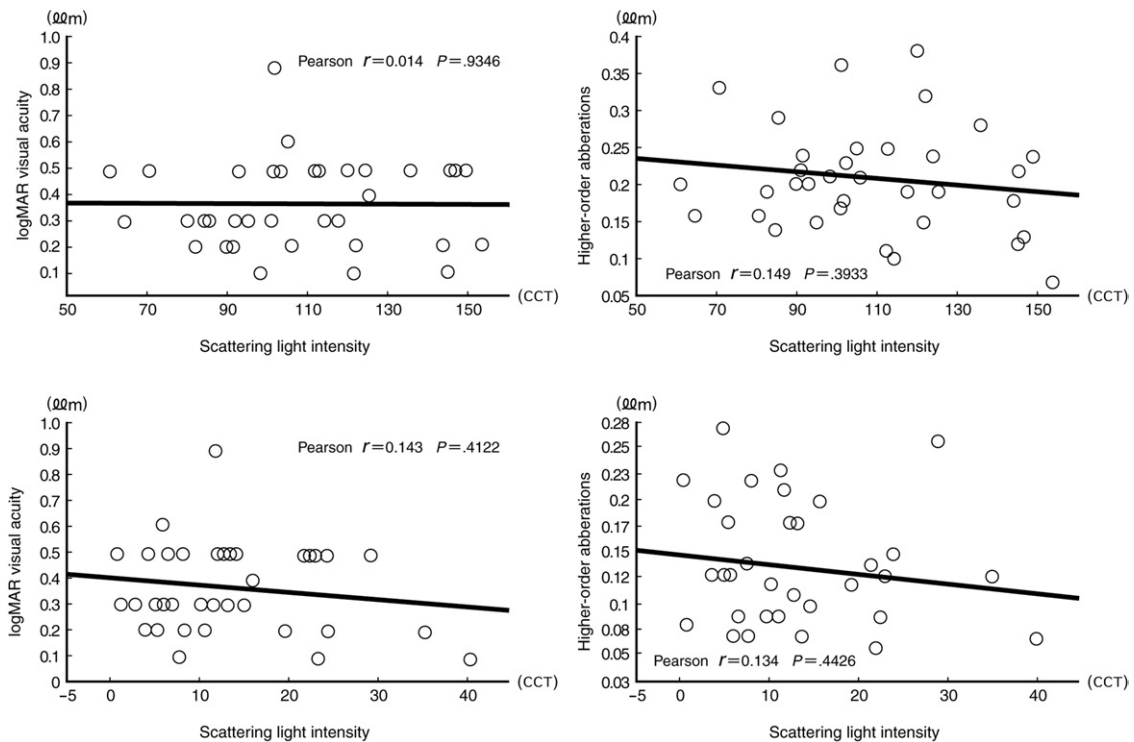 (ϱϱm)
1.0
0.9
0.8
0.7
0.6
0.5
0.4
0.3
0.2
0.1
logMAR visual acuity
Pearson r=0.014 P=.9346
50 70 90 110 130 150
(CCT)
Scattering light intensity
(ϱϱm)
0.4
0.35
0.3
0.25
0.2
0.15
0.1
0.05
Higher-order abberations
Pearson r=0.149 P=.3933
50 70 90 110 130 150
(CCT)
Scattering light intensity
(ϱϱm)
1.0
0.9
0.8
0.7
0.6
0.5
0.4
0.3
0.2
0.1
0
logMAR visual acuity
Pearson r=0.143 P=.4122
−5 0 10 20 30 40
(CCT)
Scattering light intensity
(ϱϱm)
0.28
0.25
0.23
0.2
0.17
0.15
0.12
0.1
0.08
0.05
0.03
Higher-order abberations
Pearson r=0.134 P=.4426
−5 0 10 20 30 40
(CCT)
Scattering light intensity